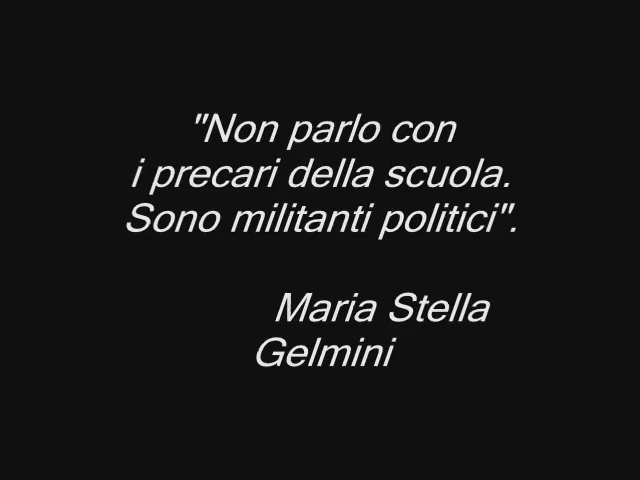 "Non parlo con
i precari della scuola.
Sono militanti politici".
Maria Stella
Gelmini